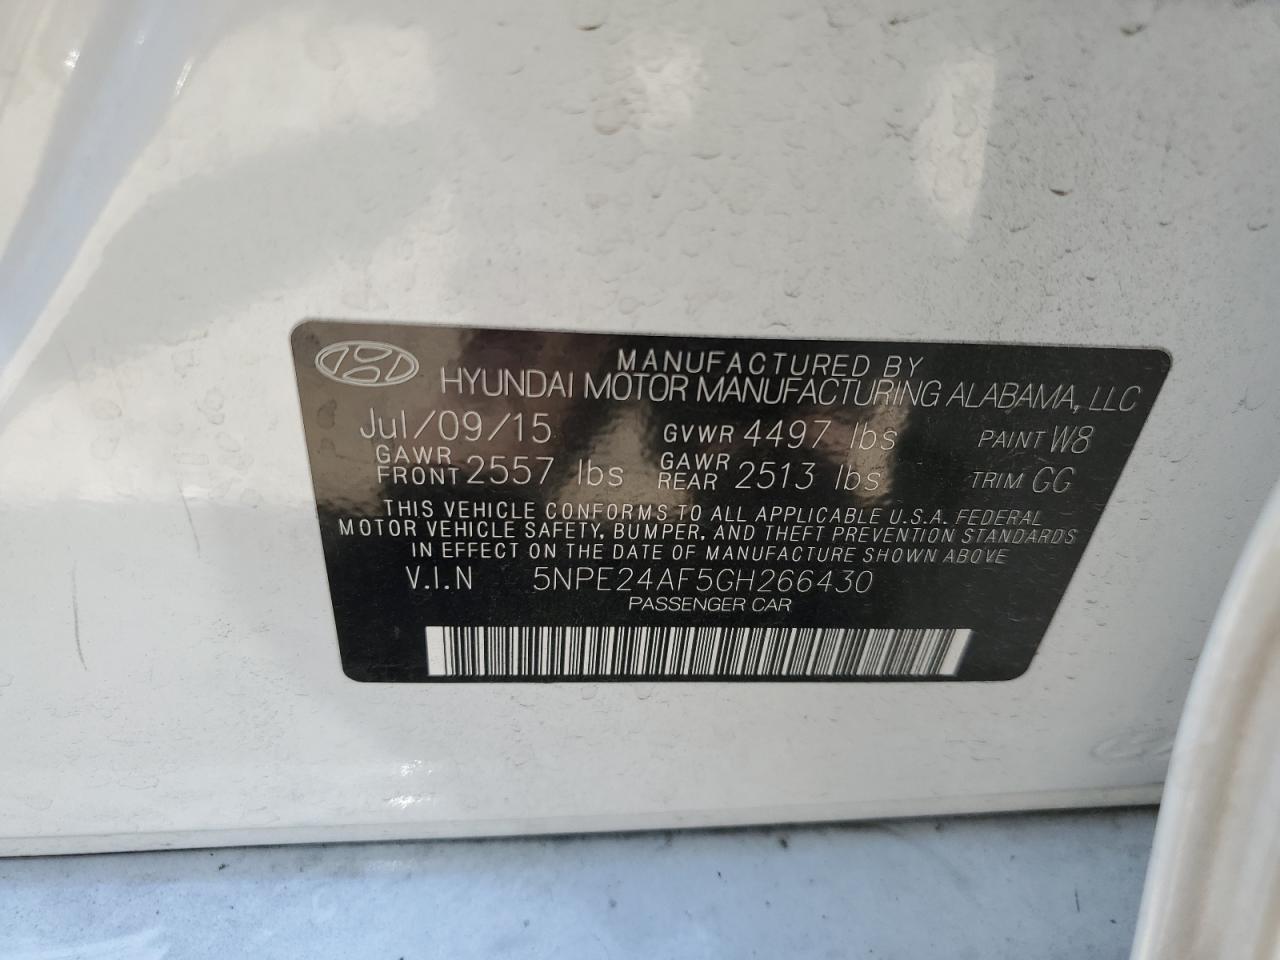 MANUFACTURED BY
HYUNDAI MOTOR MANUFACTURING ALABAMA, LLC
Jul/09/15 GVWR 4497 lbs PAINT W8
GAWR FRONT 2557 lbs GAWR REAR 2513 lbs TRIM GG
THIS VEHICLE CONFORMS TO ALL APPLICABLE U.S.A. FEDERAL
MOTOR VEHICLE SAFETY, BUMPER, AND THEFT PREVENTION STANDARDS
IN EFFECT ON THE DATE OF MANUFACTURE SHOWN ABOVE
V.I.N 5NPE24AF5GH266430
PASSENGER CAR